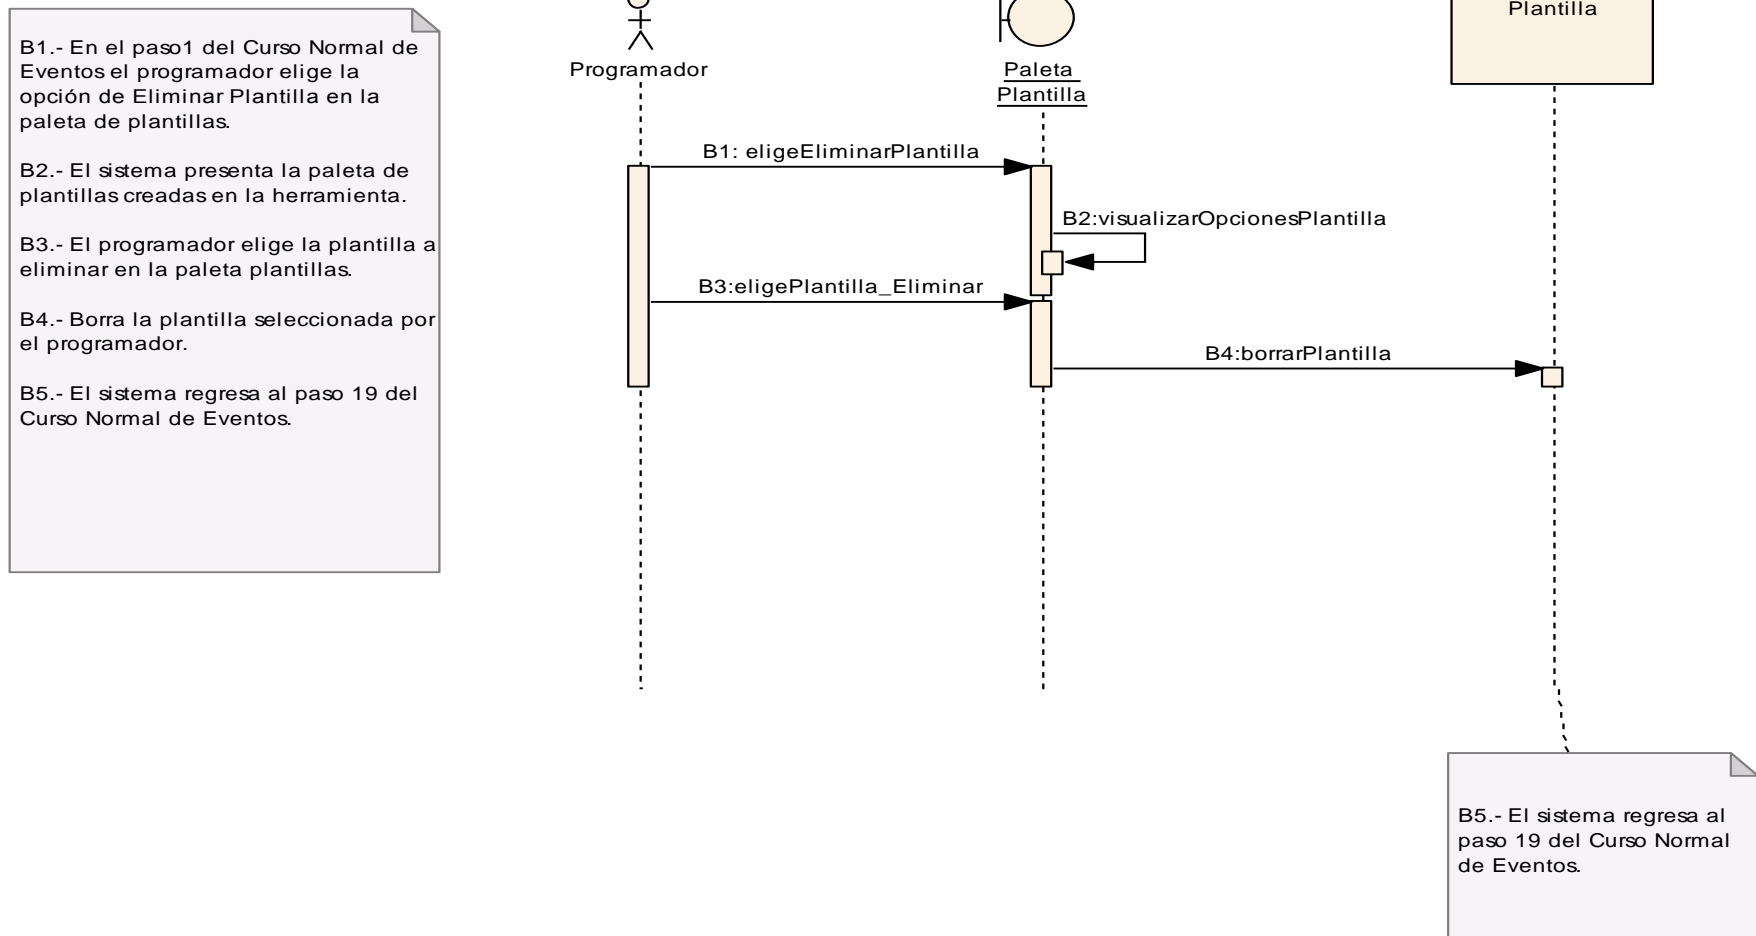 B1.- En el paso1 del Curso Normal de
Eventos el programador elige la
opción de Eliminar Plantilla en la
paleta de plantillas.
B2.- El sistema presenta la paleta de
plantillas creadas en la herramienta.
B3.- El programador elige la plantilla a
eliminar en la paleta plantillas.
B4.- Borra la plantilla seleccionada por
el programador.
B5.- El sistema regresa al paso 19 del
Curso Normal de Eventos.
Programador
Paleta
Plantilla
Plantilla
B1: eligeEliminarPlantilla
B2:visualizarOpcionesPlantilla
B3:eligePlantilla_Eliminar
B4:borrarPlantilla
B5.- El sistema regresa al
paso 19 del Curso Normal
de Eventos.